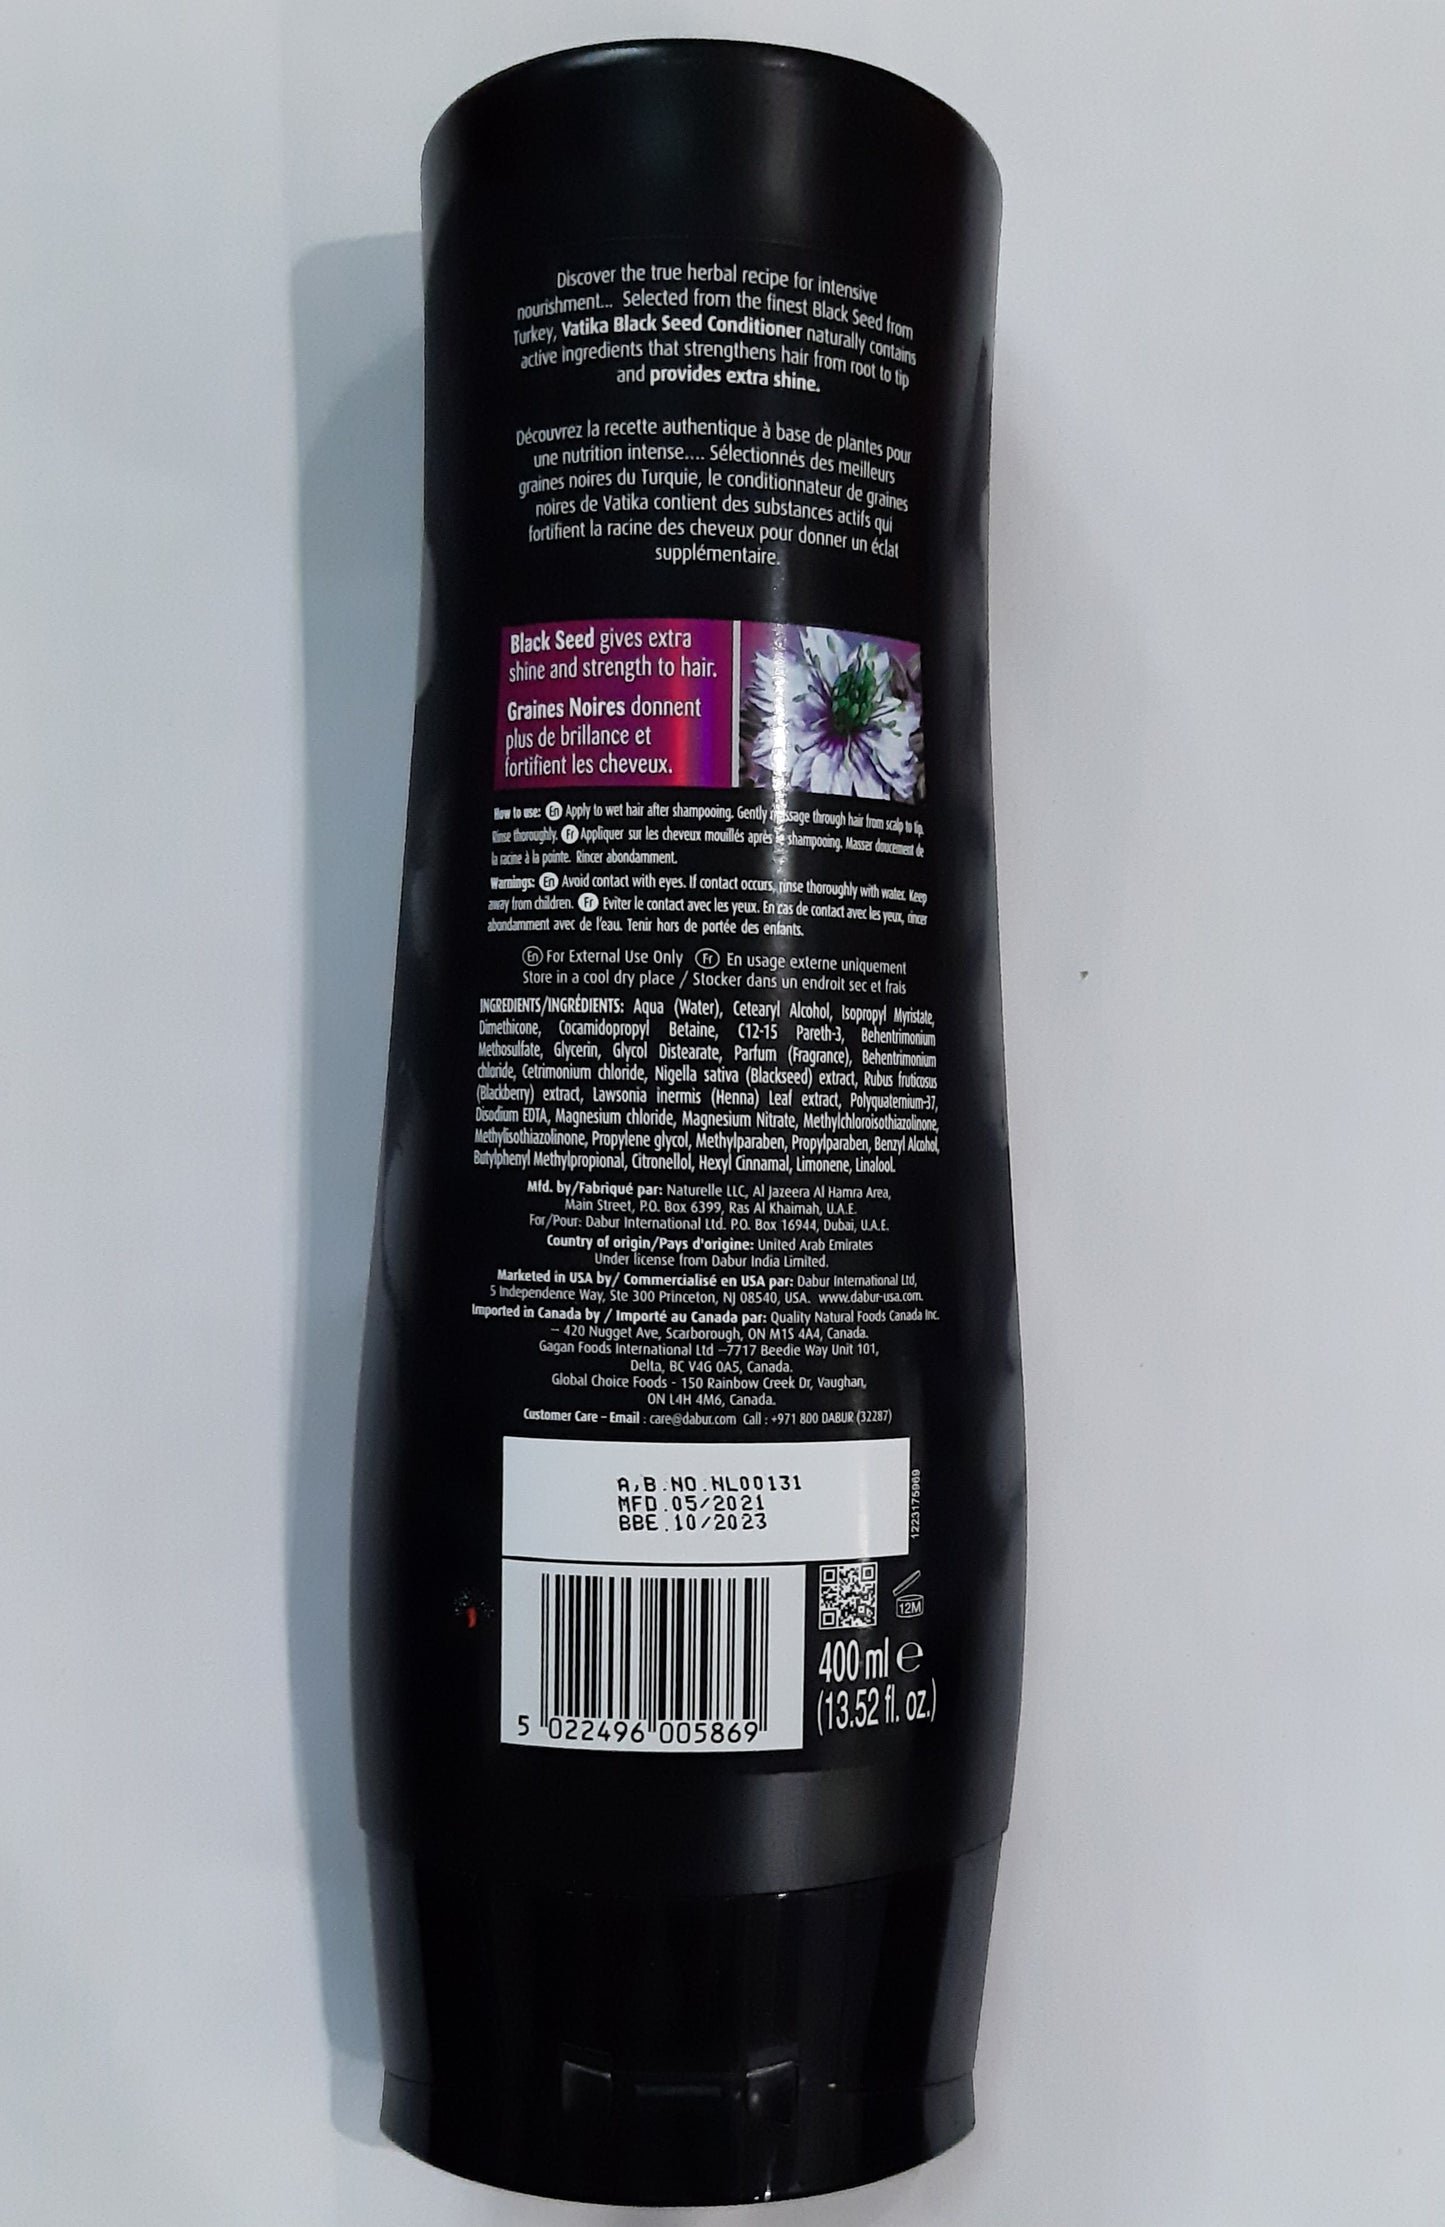 Discover the true herbal recipe for intensive
nourishment... Selected from the finest Black Seed from
Turkey, Vatika Black Seed Conditioner naturally contains
active ingredients that strengthens hair from root to tip
and provides extra shine.
Découvrez la recette authentique à base de plantes pour
une nutrition intense.... Sélectionnés des meilleurs
graines noires du Turquie, le conditionnateur de graines
noires de Vatika contient des substances actifs qui
fortifient la racine des cheveux pour donner un éclat
supplémentaire.
Black Seed gives extra
shine and strength to hair.
Graines Noires donnent
plus de brillance et
fortifient les cheveux.
How to use: En Apply to wet hair after shampooing. Gently massage through hair from scalp to tip.
Rinse thoroughly. Fr Appliquer sur les cheveux mouillés après le shampooing. Masser doucement de
la racine à la pointe. Rincer abondamment.
Warnings: En Avoid contact with eyes. If contact occurs, rinse thoroughly with water. Keep
away from children. Fr Eviter le contact avec les yeux. En cas de contact avec les yeux, rincer
abondamment avec de l'eau. Tenir hors de portée des enfants.
En For External Use Only Fr En usage externe uniquement
Store in a cool dry place / Stocker dans un endroit sec et frais
INGREDIENTS/INGRÉDIENTS: Aqua (Water), Cetearyl Alcohol, Isopropyl Myristate,
Dimethicone, Cocamidopropyl Betaine, C12-15 Pareth-3, Behentrimonium
Methosulfate, Glycerin, Glycol Distearate, Parfum (Fragrance), Behentrimonium
chloride, Cetrimonium chloride, Nigella sativa (Blackseed) extract, Rubus fruticosus
(Blackberry) extract, Lawsonia inermis (Henna) Leaf extract, Polyquaternium-37,
Disodium EDTA, Magnesium chloride, Magnesium Nitrate, Methylchloroisothiazolinone,
Methylisothiazolinone, Propylene glycol, Methylparaben, Propylparaben, Benzyl Alcohol,
Butylphenyl Methylpropional, Citronellol, Hexyl Cinnamal, Limonene, Linalool.
Mfd. by/Fabriqué par: Naturelle LLC, Al Jazeera Al Hamra Area,
Main Street, P.O. Box 6399, Ras Al Khaimah, U.A.E.
For/Pour: Dabur International Ltd. P.O. Box 16944, Dubai, U.A.E.
Country of origin/Pays d'origine: United Arab Emirates
Under license from Dabur India Limited.
Marketed in USA by/ Commercialisé en USA par: Dabur International Ltd,
5 Independence Way, Ste 300 Princeton, NJ 08540, USA. www.dabur-usa.com.
Imported in Canada by / Importé au Canada par: Quality Natural Foods Canada Inc.
-- 420 Nugget Ave, Scarborough, ON M1S 4A4, Canada.
Gagan Foods International Ltd --7717 Beedie Way Unit 101,
Delta, BC V4G 0A5, Canada.
Global Choice Foods - 150 Rainbow Creek Dr, Vaughan,
ON L4H 4M6, Canada.
Customer Care - Email : care@dabur.com Call : +971 800 DABUR (32287)
A,B.NO.NL00131
MFD.05/2021
BBE.10/2023
1223175969
12M
400 ml e
(13.52 fl. oz.)
5 022496 005869